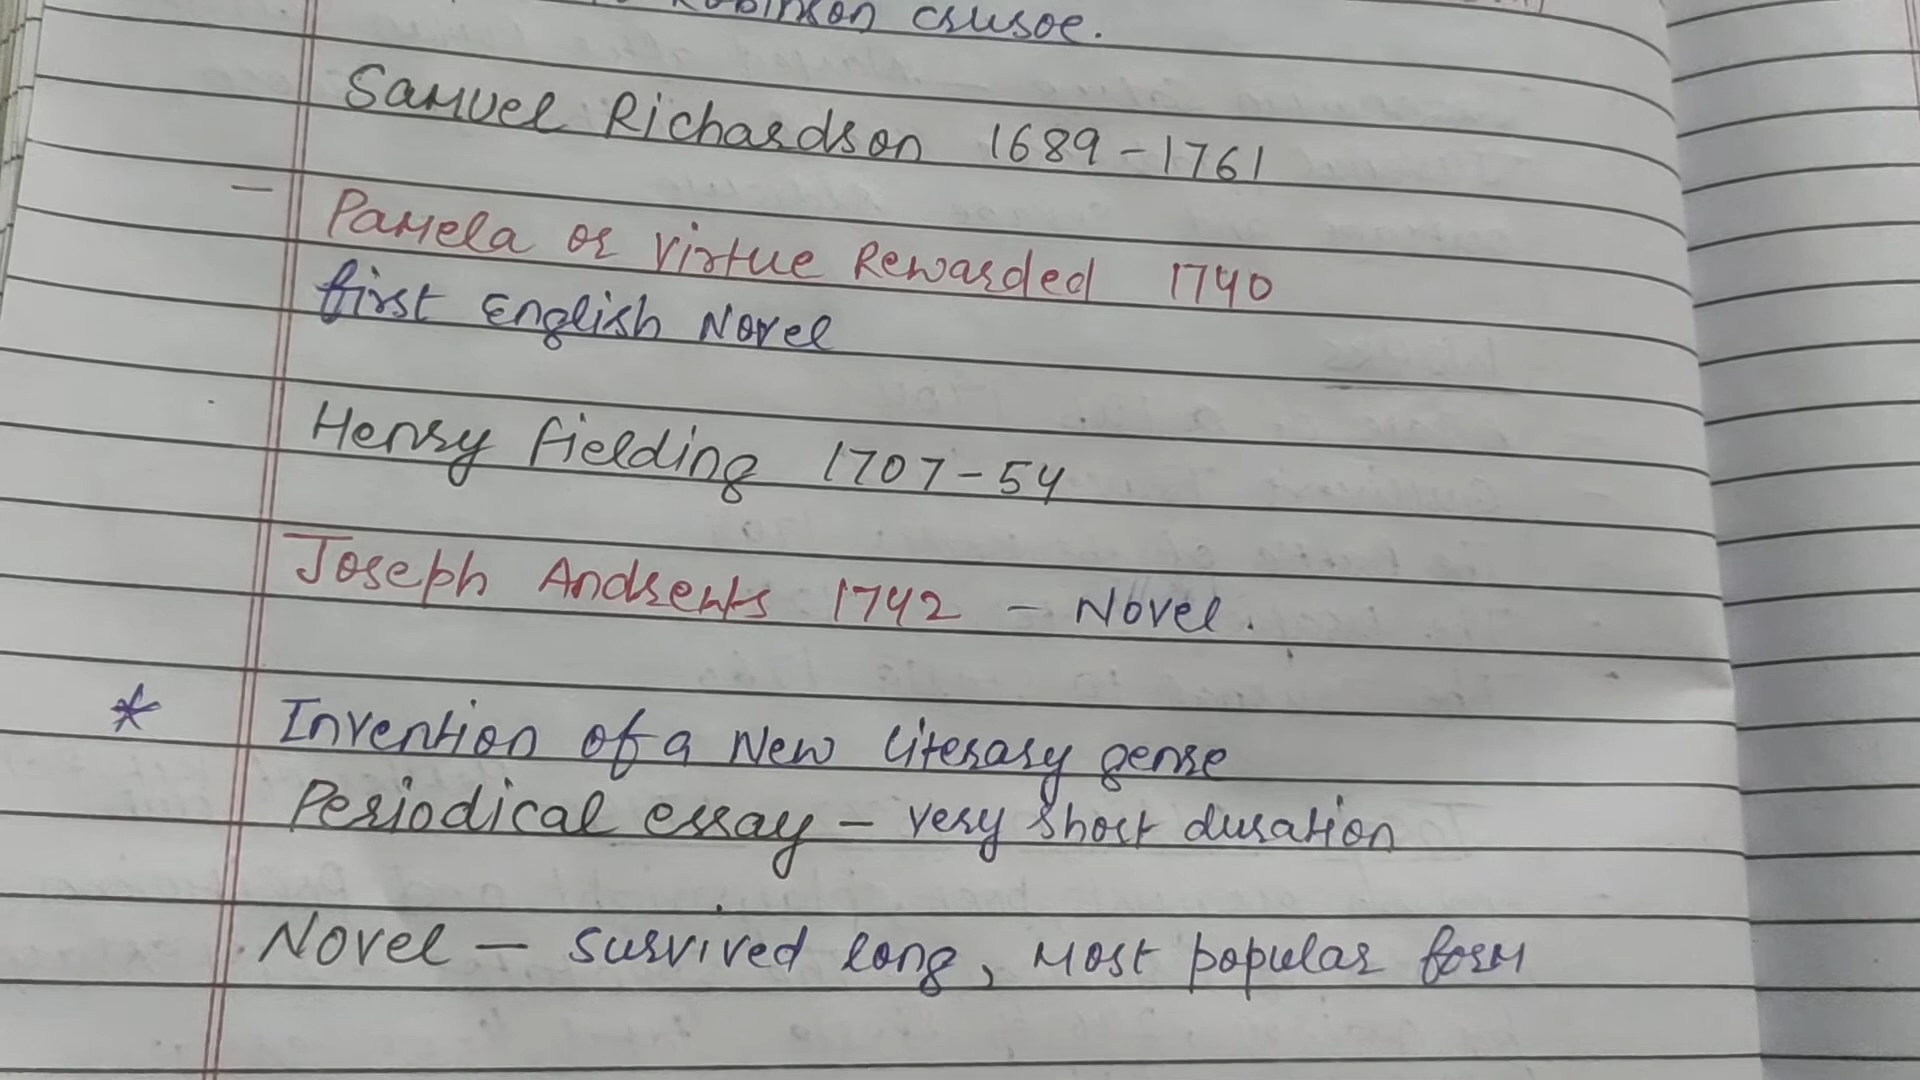 Robinson Crusoe.
Samuel Richardson 1689-1761
- Pamela or Virtue Rewarded 1740
first English Novel
Henry Fielding 1707-54
Joseph Andrews 1742 - Novel.
* Invention of a New literary genre
Periodical essay - very short duration
Novel - survived long, Most popular form